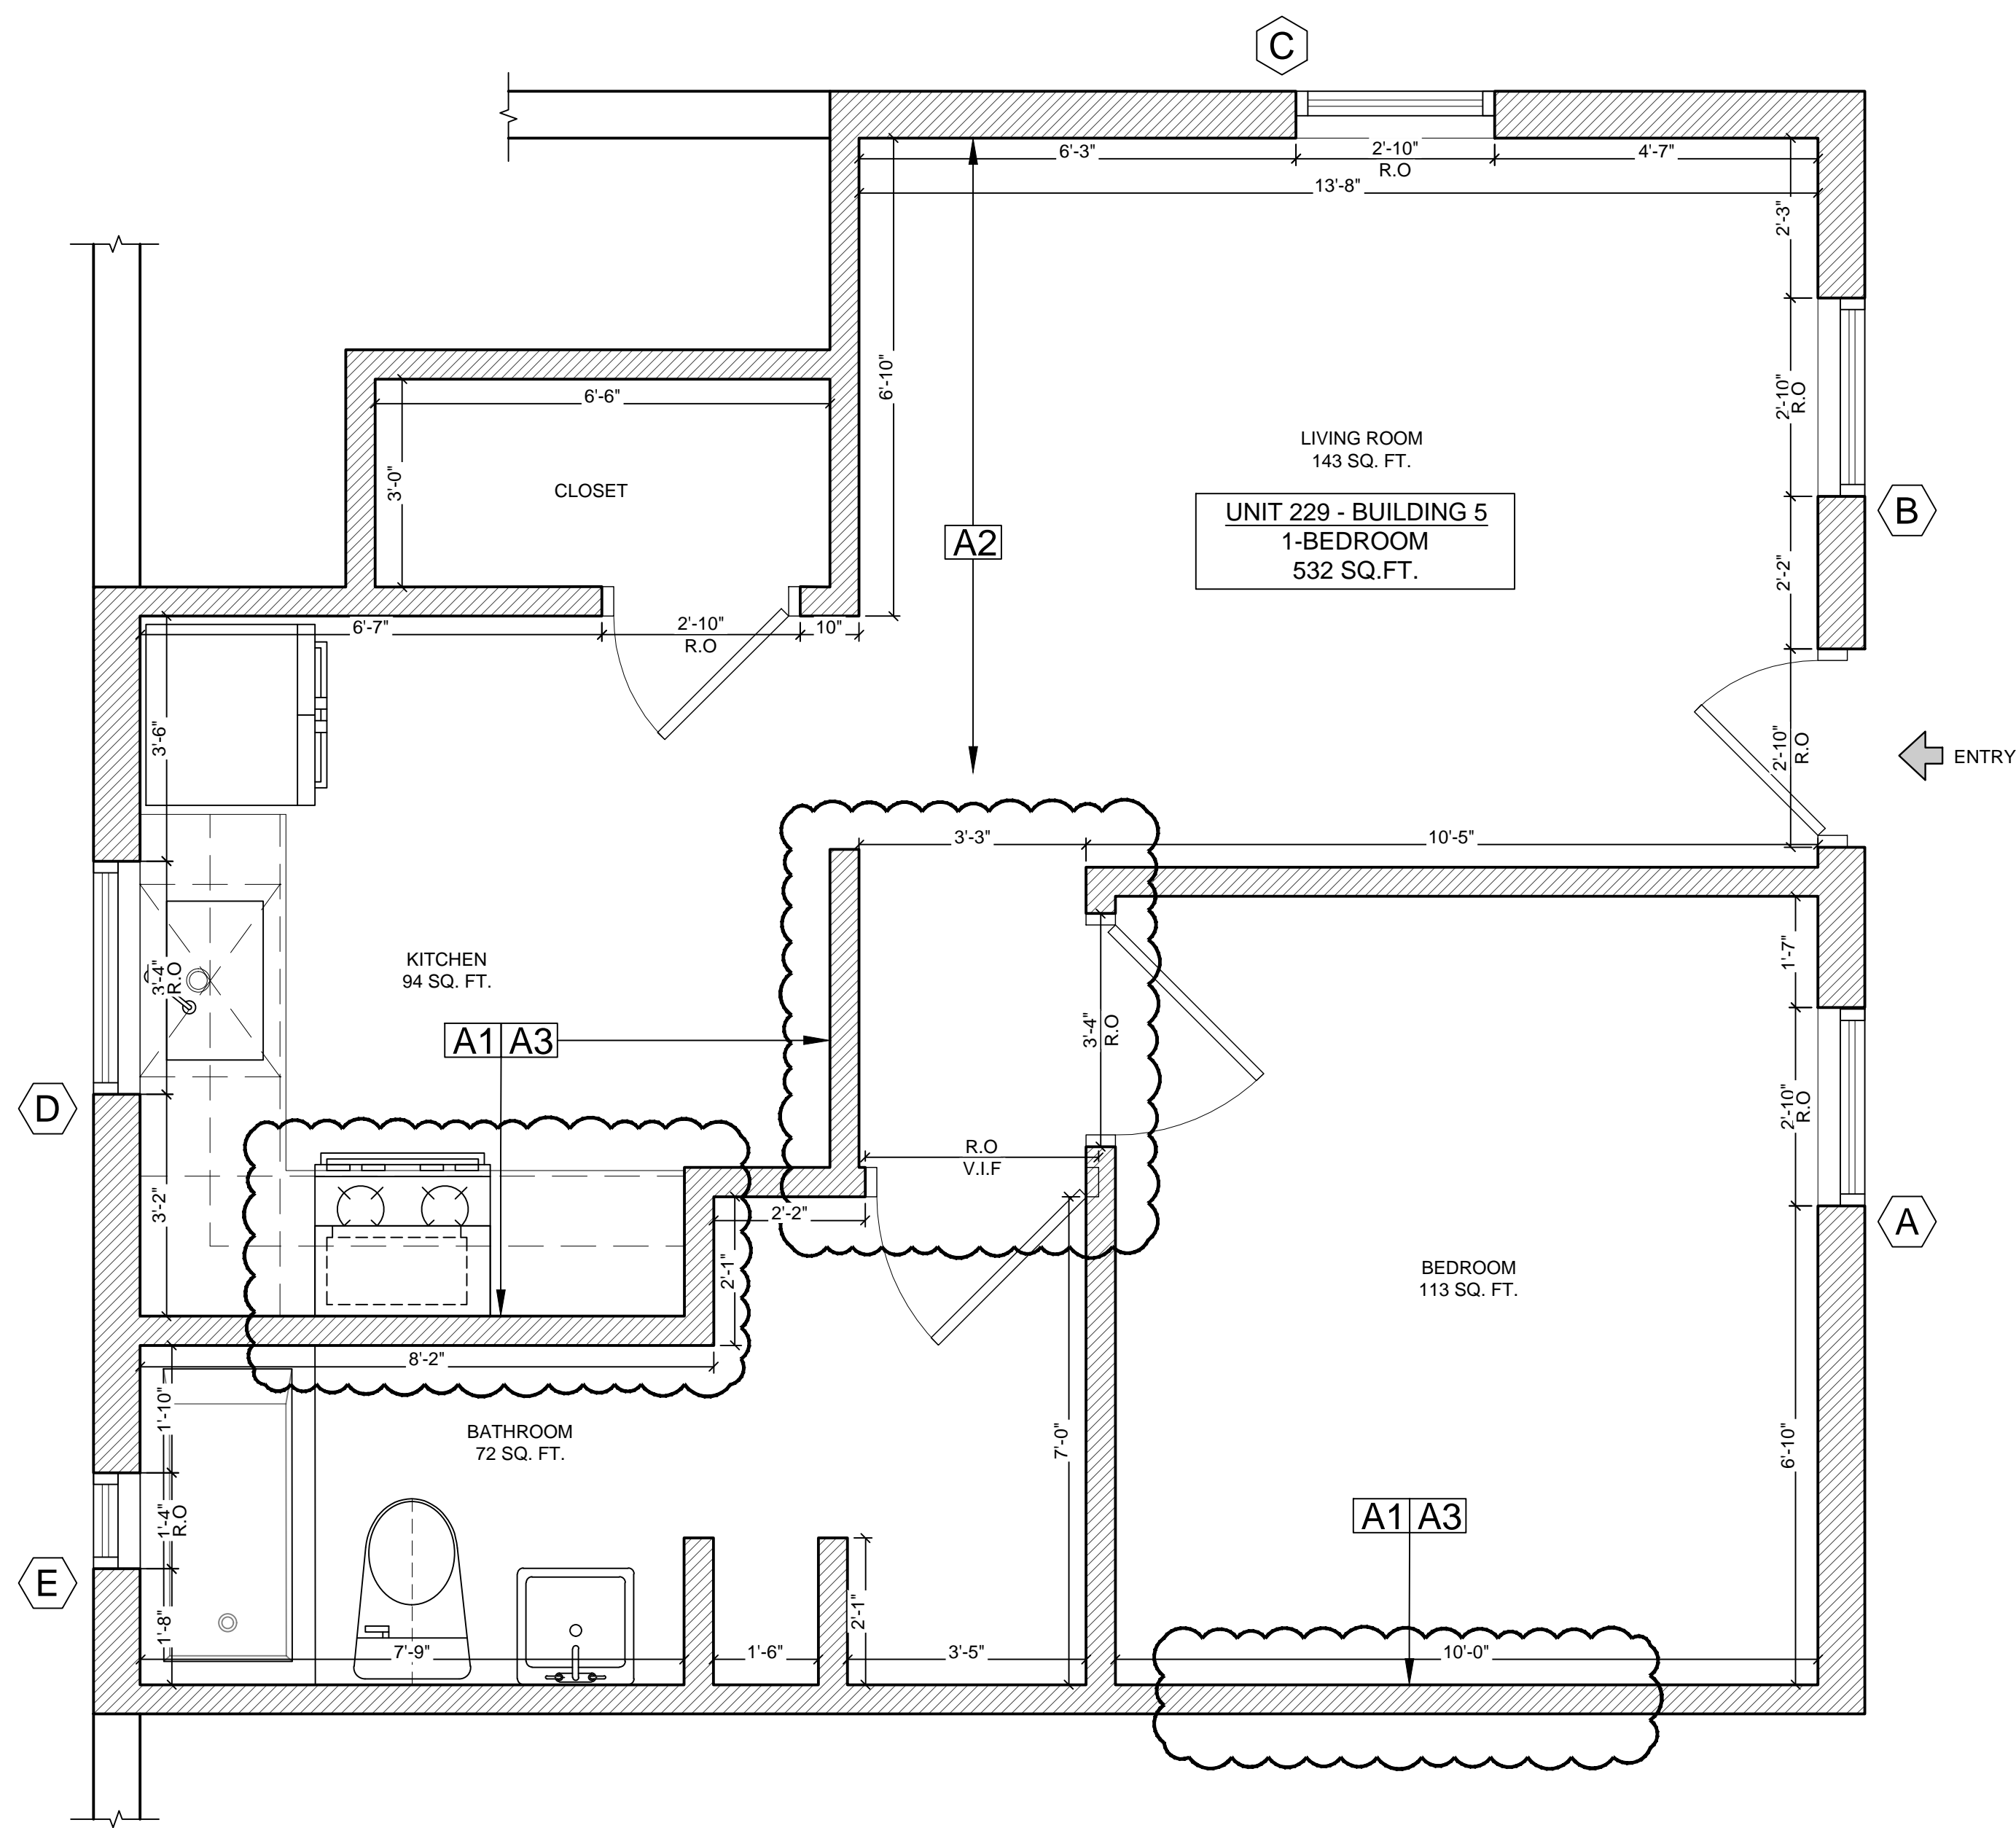 C
6'-3"
2'-10"
R.O
4'-7"
13'-8"
2'-3"
6'-10"
6'-6"
2'-10"
R.O
LIVING ROOM
143 SQ. FT.
3'-0"
CLOSET
UNIT 229 - BUILDING 5
1-BEDROOM
532 SQ.FT.
B
A2
2'-2"
6'-7"
2'-10"
R.O
10"
3'-6"
2'-10"
R.O
ENTRY
3'-3"
10'-5"
1'-7"
KITCHEN
94 SQ. FT.
3'-4"
R.O
A1 A3
3'-4"
R.O
2'-10"
R.O
D
R.O
V.I.F
3'-2"
2'-2"
A
2'-1"
BEDROOM
113 SQ. FT.
8'-2"
1'-10"
BATHROOM
72 SQ. FT.
7'-0"
6'-10"
1'-4"
R.O
A1 A3
E
1'-8"
2'-1"
7'-9"
1'-6"
3'-5"
10'-0"